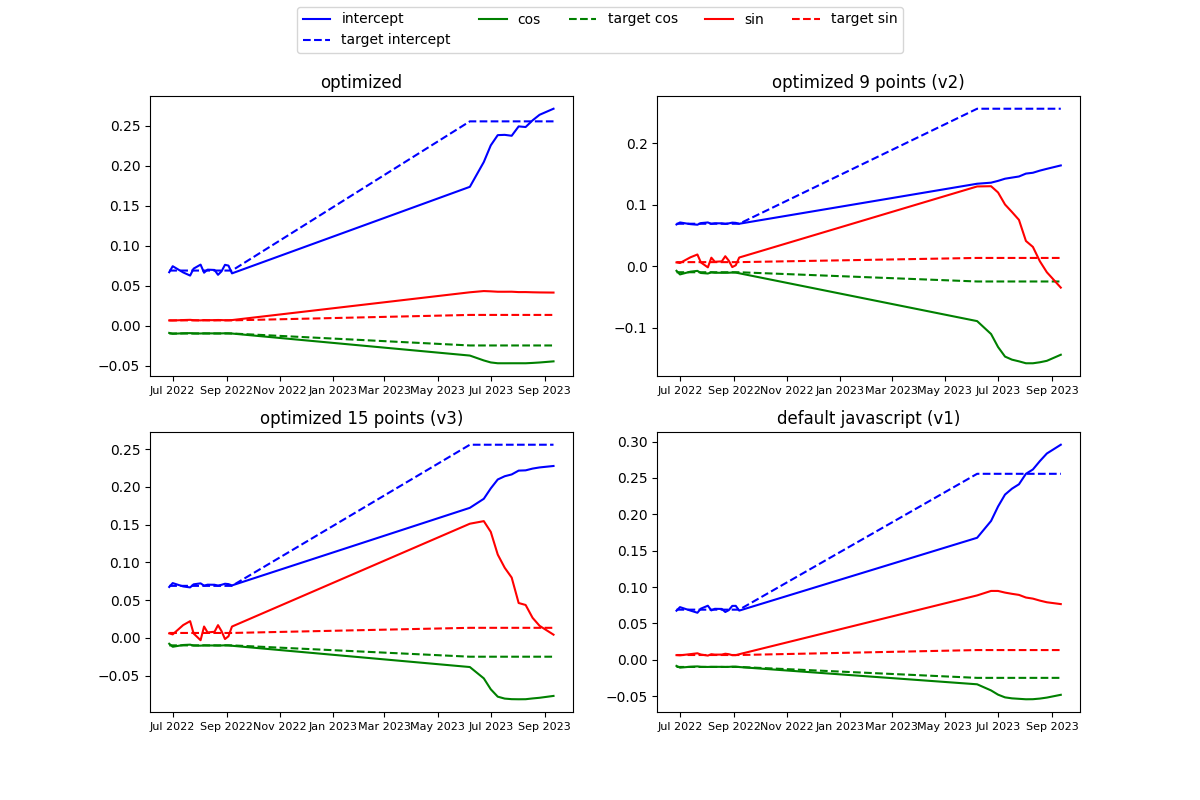 intercept cos target cos sin target sin
target intercept
optimized
0.25
0.20
0.15
0.10
0.05
0.00
−0.05
Jul 2022 Sep 2022 Nov 2022 Jan 2023 Mar 2023 May 2023 Jul 2023 Sep 2023
optimized 9 points (v2)
0.2
0.1
0.0
−0.1
Jul 2022 Sep 2022 Nov 2022 Jan 2023 Mar 2023 May 2023 Jul 2023 Sep 2023
optimized 15 points (v3)
0.25
0.20
0.15
0.10
0.05
0.00
−0.05
Jul 2022 Sep 2022 Nov 2022 Jan 2023 Mar 2023 May 2023 Jul 2023 Sep 2023
default javascript (v1)
0.30
0.25
0.20
0.15
0.10
0.05
0.00
−0.05
Jul 2022 Sep 2022 Nov 2022 Jan 2023 Mar 2023 May 2023 Jul 2023 Sep 2023